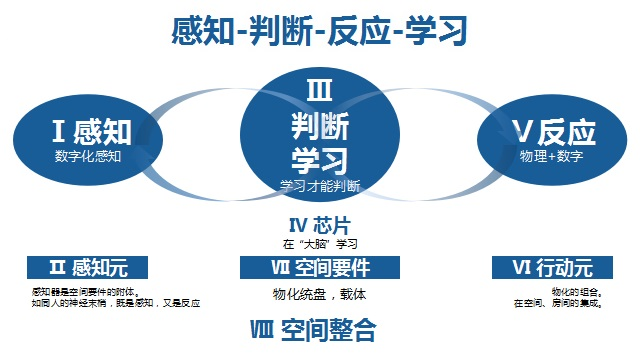 感知-判断-反应-学习
Ⅰ 感知
数字化感知
Ⅲ
判断
学习
学习才能判断
Ⅴ 反应
物理+数字
Ⅳ 芯片
在“大脑”学习
Ⅱ 感知元
感知器是空间要件的附体。
如同人的神经末梢，既是感知，又是反应
Ⅶ 空间要件
物化统盘，载体
Ⅵ 行动元
物化的组合。
在空间、房间的集成。
Ⅷ 空间整合